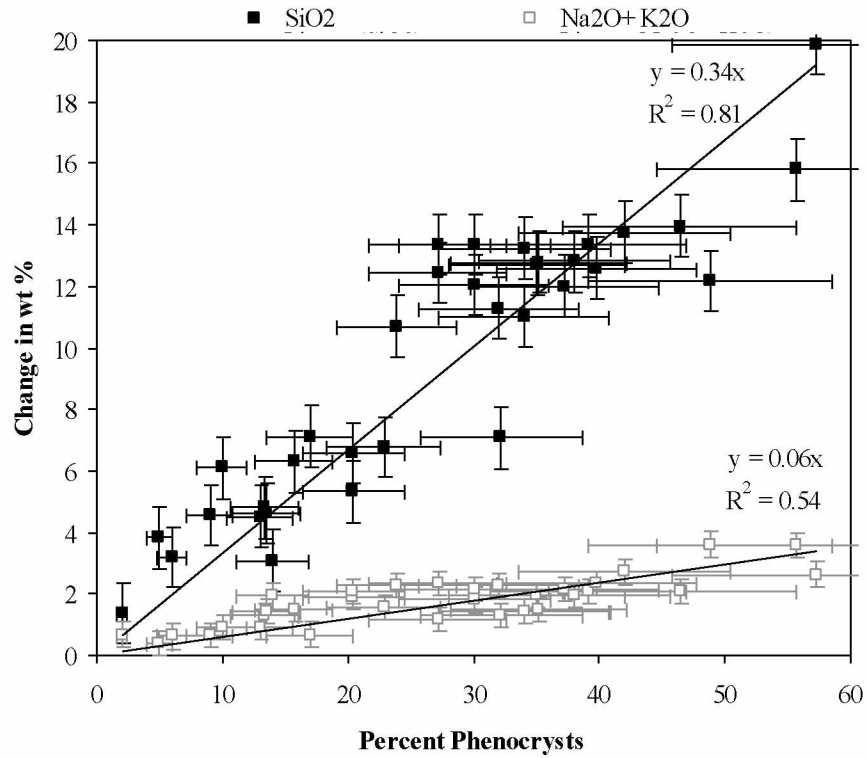 SiO2 Na2O+ K2O
20
18
16
14
12
10
8
6
4
2
0
y = 0.34x
R² = 0.81
y = 0.06x
R² = 0.54
Change in wt %
0 10 20 30 40 50 60
Percent Phenocrysts